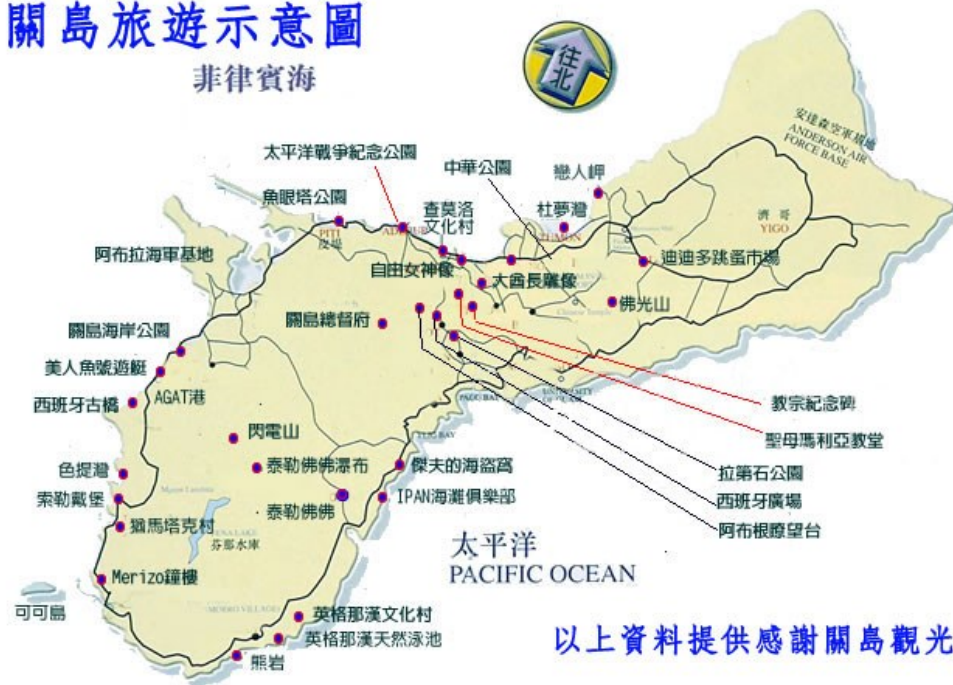 關島旅遊示意圖
菲律賓海
往北
安達森空軍基地
ANDERSON AIR
FORCE BASE
太平洋戰爭紀念公園
中華公園
戀人岬
魚眼塔公園
查莫洛
文化村
杜夢灣
濟哥
YIGO
PITI
TUMON
阿布拉海軍基地
自由女神像
大酋長雕像
迪迪多跳蚤市場
佛光山
關島總督府
關島海岸公園
美人魚號遊艇
AGAT港
西班牙古橋
PAGO BAY
教宗紀念碑
聖母瑪利亞教堂
閃電山
拉第石公園
色提灣
泰勒佛佛瀑布
傑夫的海盜窩
西班牙廣場
索勒戴堡
泰勒佛佛
IPAN海灘俱樂部
阿布根瞭望台
猶馬塔克村
芬那水庫
太平洋
PACIFIC OCEAN
Merizo鐘樓
可可島
英格那漢文化村
英格那漢天然泳池
熊岩
以上資料提供感謝關島觀光